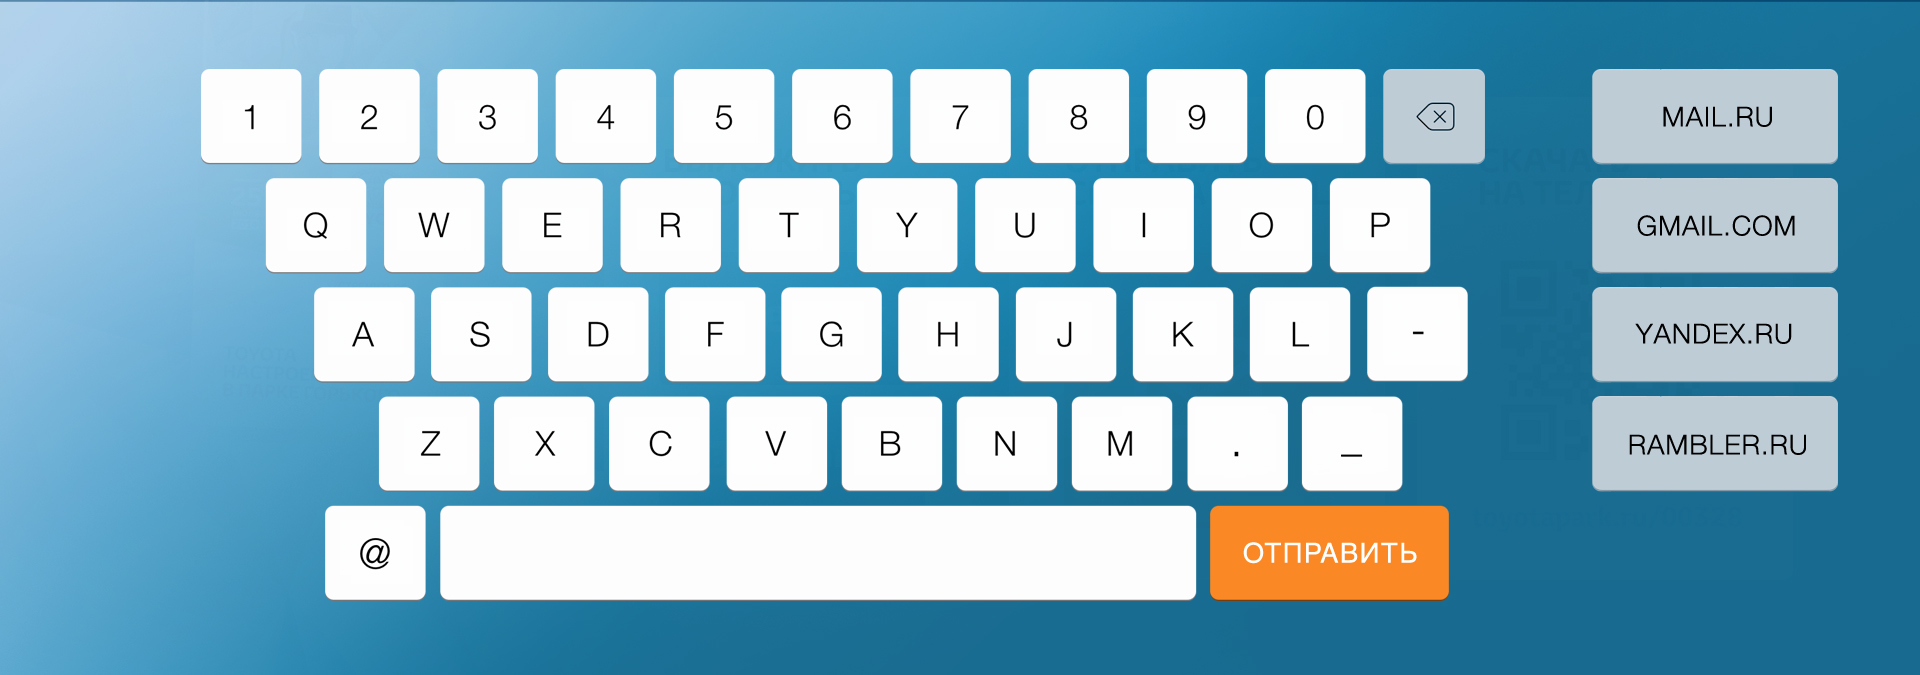 1 2 3 4 5 6 7 8 9 0 MAIL.RU
Q W E R T Y U I O P GMAIL.COM
A S D F G H J K L - YANDEX.RU
Z X C V B N M . _ RAMBLER.RU
@ ОТПРАВИТЬ